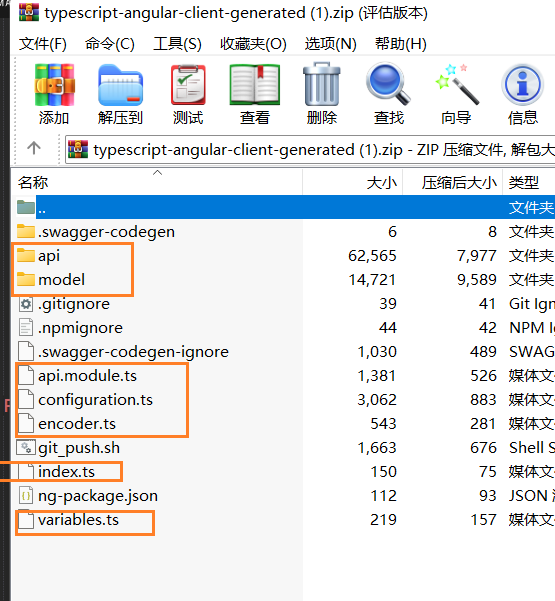 typescript-angular-client-generated (1).zip (评估版本)
文件(F) 命令(C) 工具(S) 收藏夹(O) 选项(N) 帮助(H)
添加 解压到 测试 查看 删除 查找 向导 信息
typescript-angular-client-generated (1).zip - ZIP 压缩文件, 解包大
名称 大小 压缩后大小 类型
.. 文件夹
.swagger-codegen 6 8 文件夹
api 62,565 7,977 文件夹
model 14,721 9,589 文件夹
.gitignore 39 41 Git Ign
.npmignore 44 42 NPM Ig
.swagger-codegen-ignore 1,030 489 SWAG
api.module.ts 1,381 526 媒体文件
configuration.ts 3,062 883 媒体文件
encoder.ts 543 281 媒体文件
git_push.sh 1,663 676 Shell S
index.ts 150 75 媒体文件
ng-package.json 112 93 JSON 源
variables.ts 219 157 媒体文件